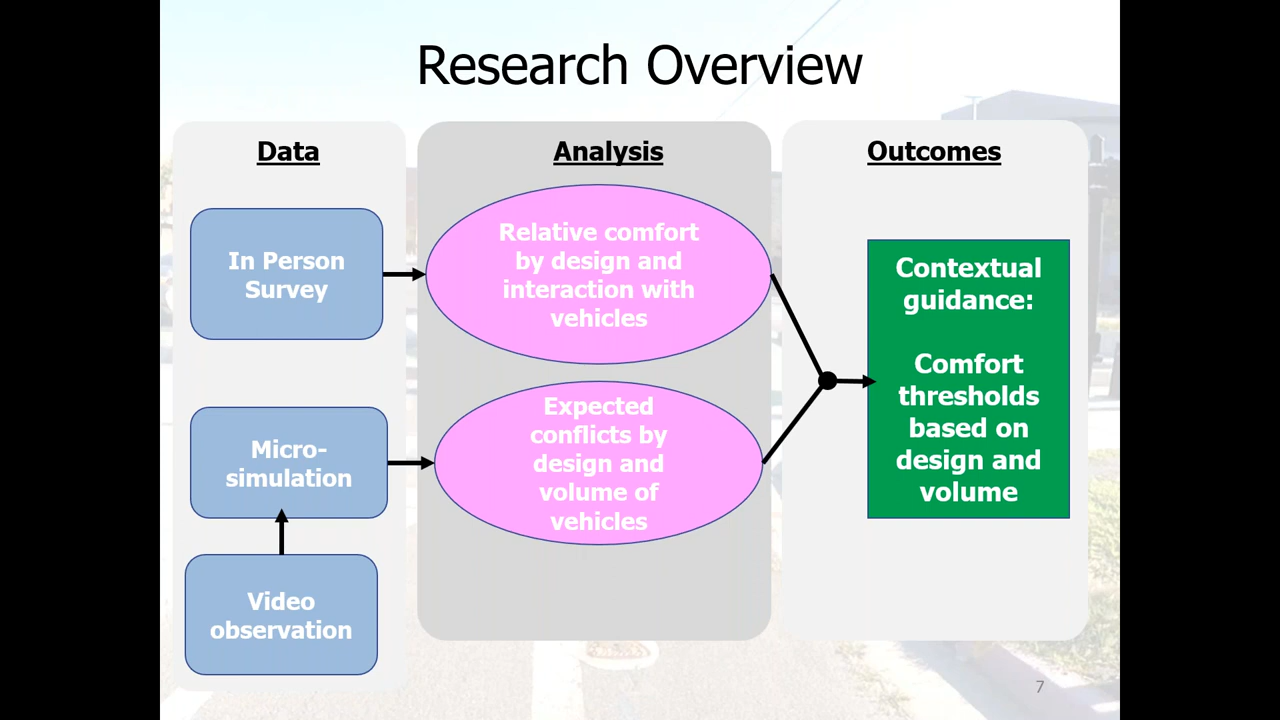 Research Overview
Data
Analysis
Outcomes
In Person
Survey
Relative comfort
by design and
interaction with
vehicles
Contextual
guidance:
Comfort
thresholds
based on
design and
volume
Micro-
simulation
Expected
conflicts by
design and
volume of
vehicles
Video
observation
7